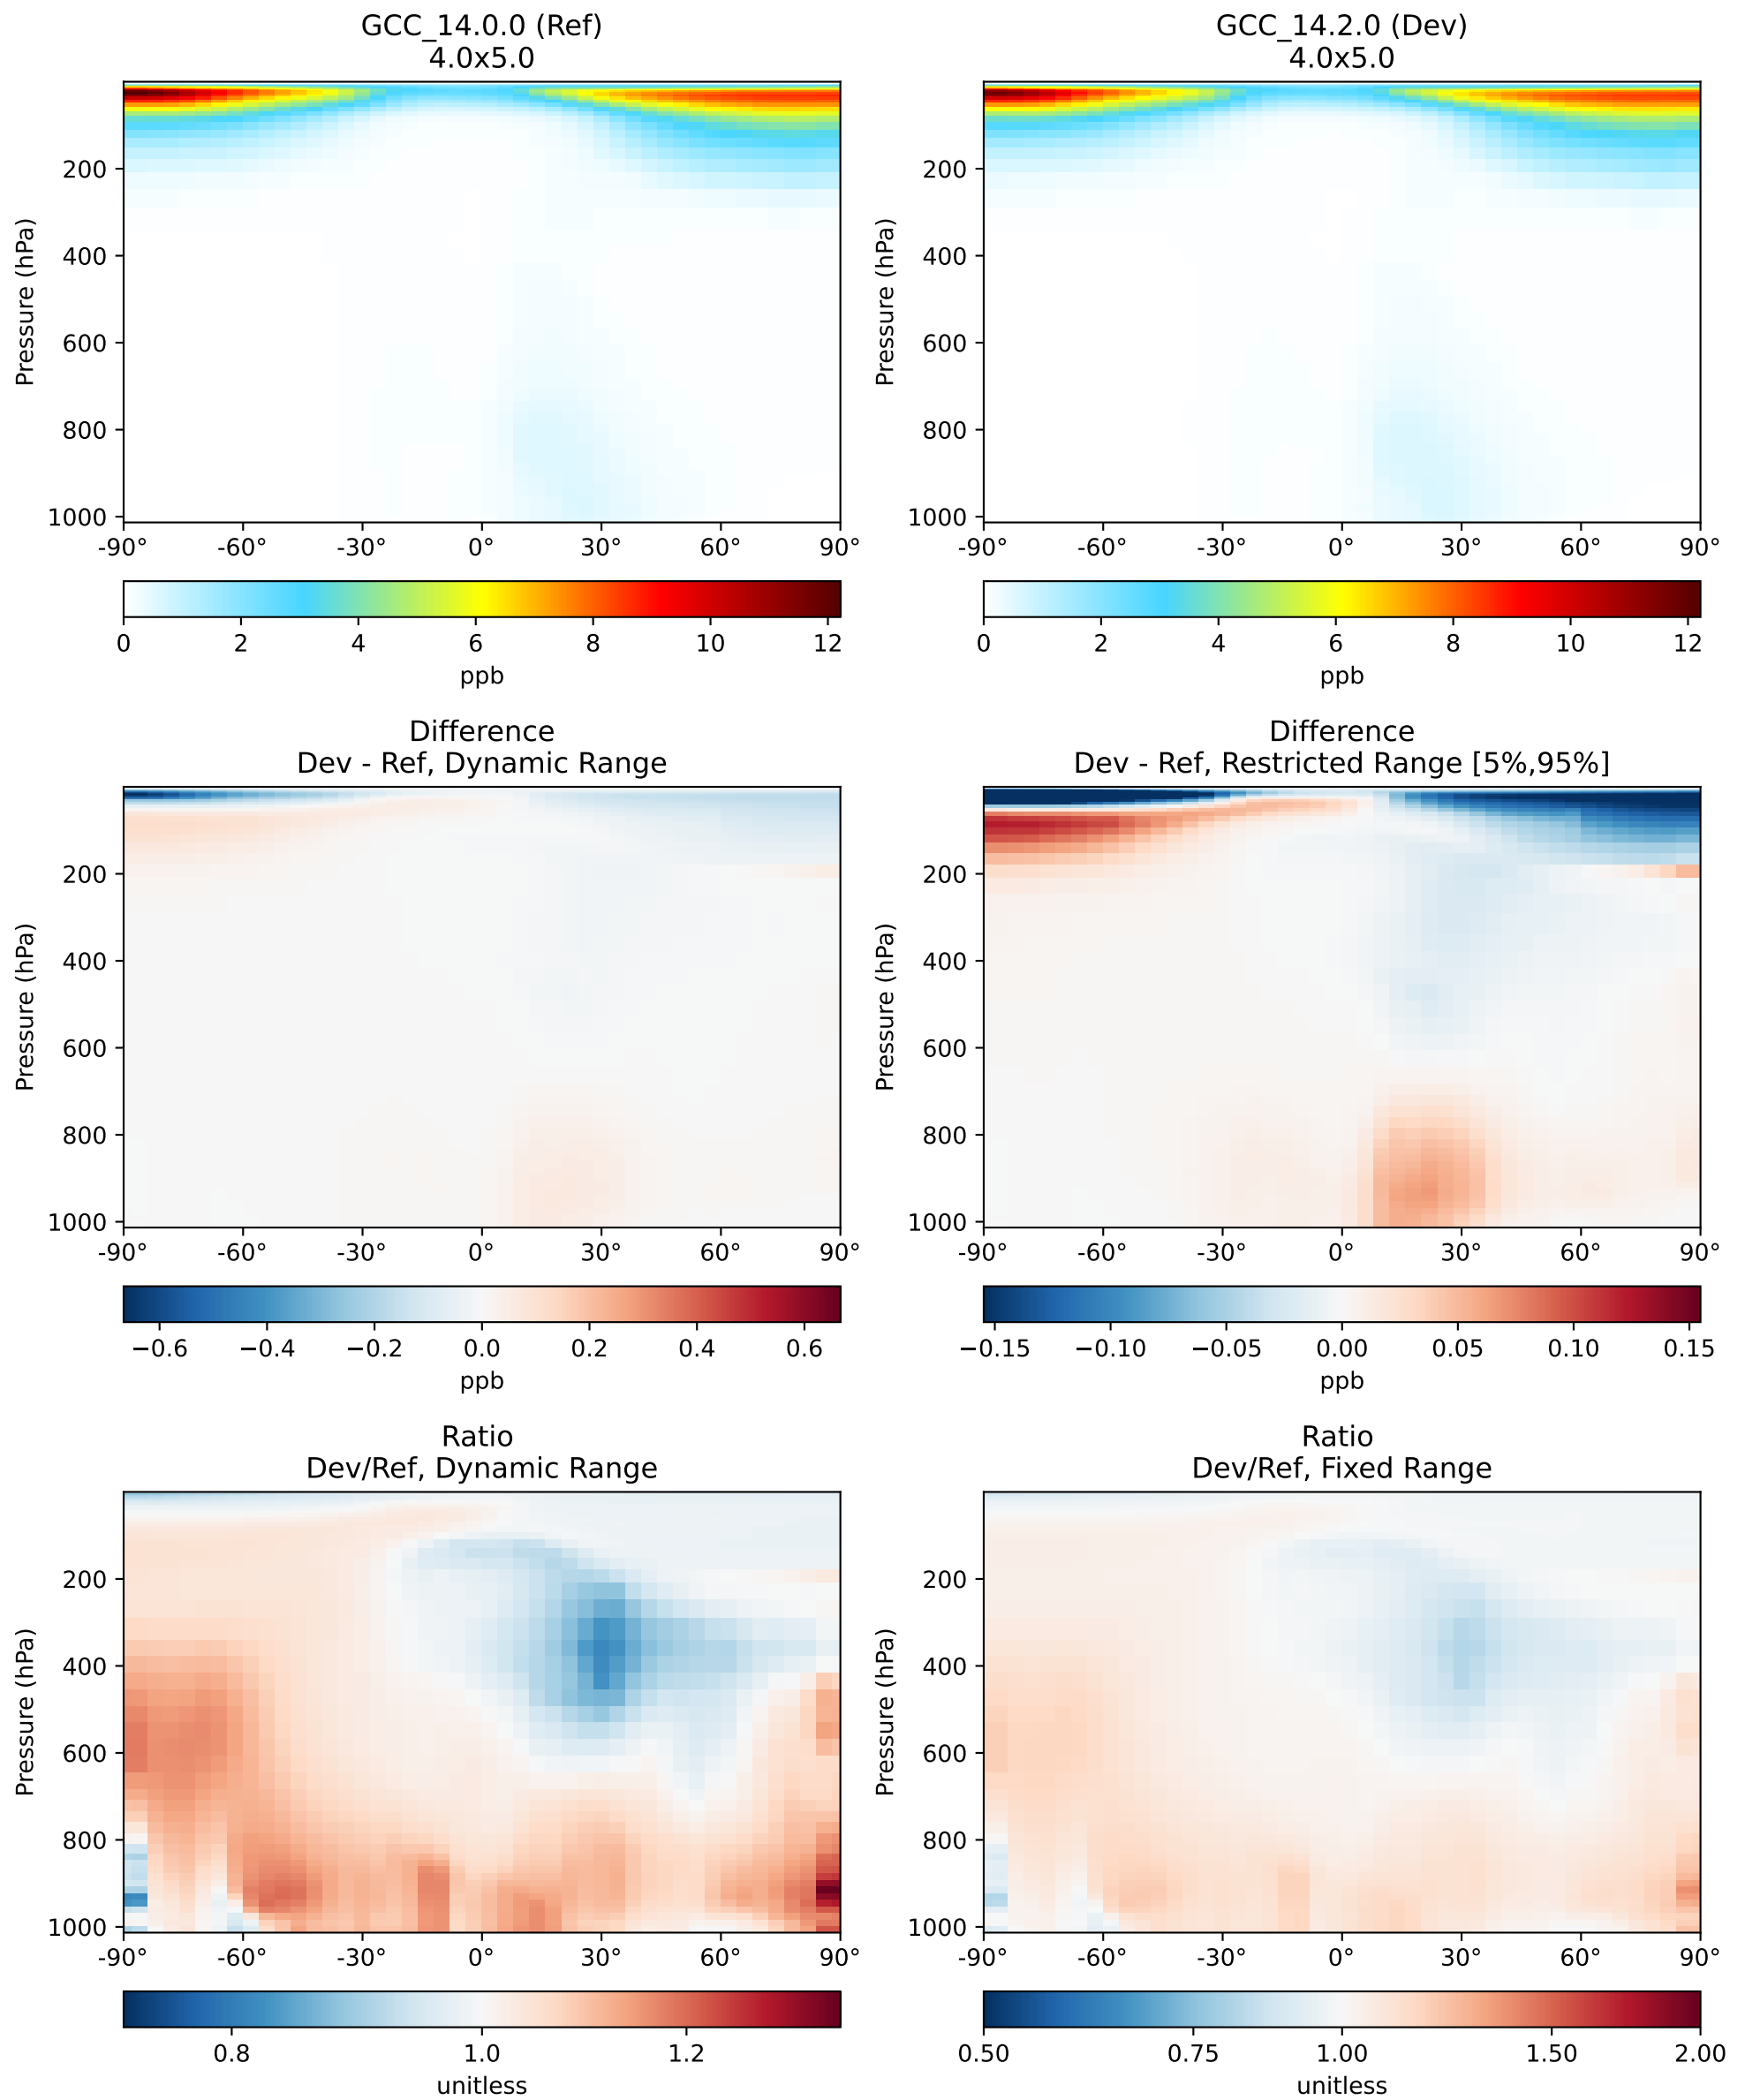 GCC_14.0.0 (Ref)
4.0x5.0
Pressure (hPa)
200
400
600
800
1000
-90° -60° -30° 0° 30° 60° 90°
0 2 4 6 8 10 12
ppb
GCC_14.2.0 (Dev)
4.0x5.0
Pressure (hPa)
200
400
600
800
1000
-90° -60° -30° 0° 30° 60° 90°
0 2 4 6 8 10 12
ppb
Difference
Dev - Ref, Dynamic Range
Pressure (hPa)
200
400
600
800
1000
-90° -60° -30° 0° 30° 60° 90°
−0.6 −0.4 −0.2 0.0 0.2 0.4 0.6
ppb
Difference
Dev - Ref, Restricted Range [5%,95%]
Pressure (hPa)
200
400
600
800
1000
-90° -60° -30° 0° 30° 60° 90°
−0.15 −0.10 −0.05 0.00 0.05 0.10 0.15
ppb
Ratio
Dev/Ref, Dynamic Range
Pressure (hPa)
200
400
600
800
1000
-90° -60° -30° 0° 30° 60° 90°
0.8 1.0 1.2
unitless
Ratio
Dev/Ref, Fixed Range
Pressure (hPa)
200
400
600
800
1000
-90° -60° -30° 0° 30° 60° 90°
0.50 0.75 1.00 1.50 2.00
unitless